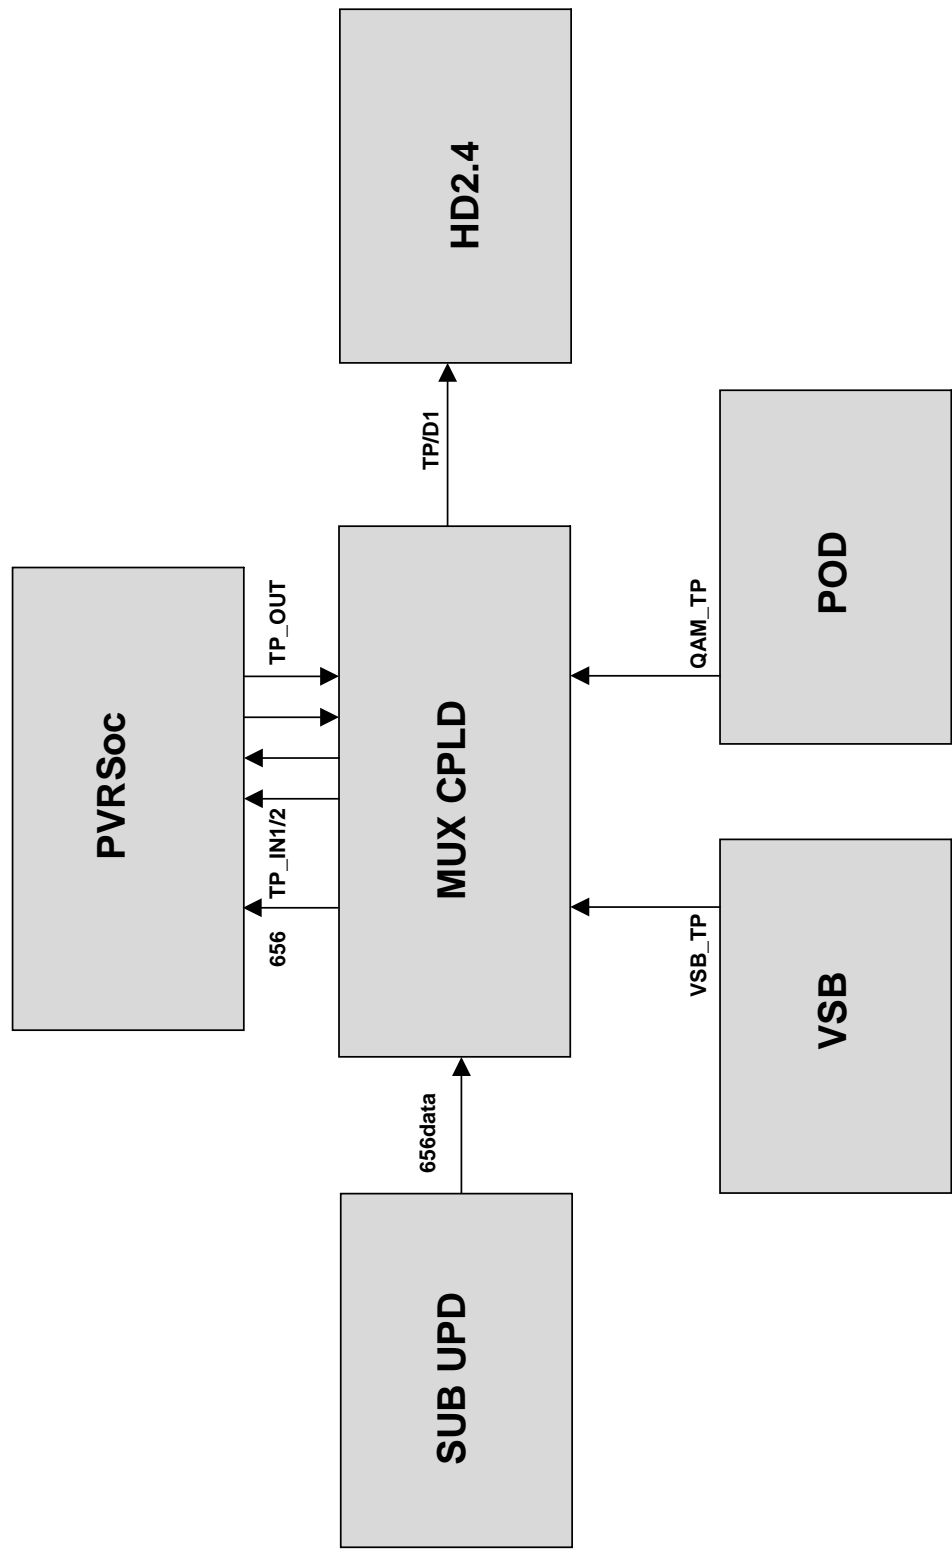 PVRSoc
656
TP_IN1/2
TP_OUT
656data
TP/D1
SUB UPD
MUX CPLD
HD2.4
VSB_TP
QAM_TP
VSB
POD